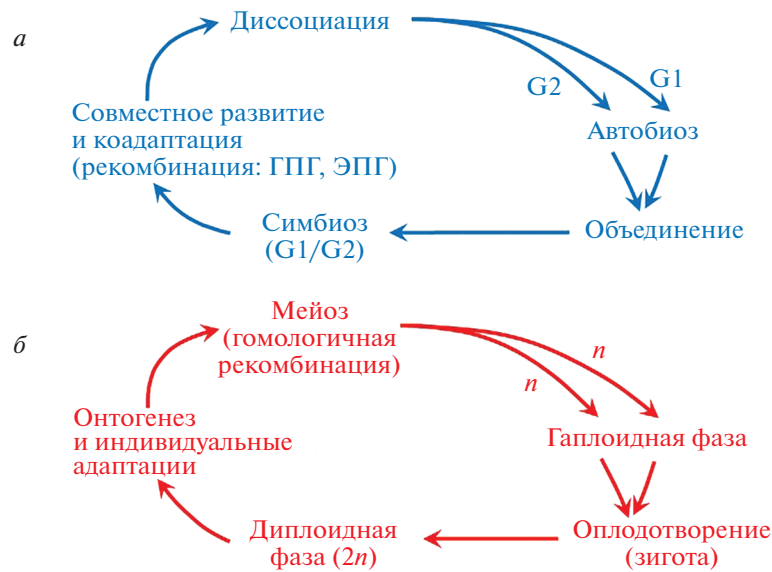 а
Диссоциация
G2
G1
Совместное развитие
и коадаптация
(рекомбинация: ГПГ, ЭПГ)
Автобиоз
Симбиоз
(G1/G2)
Объединение
б
Мейоз
(гомологичная
рекомбинация)
n
n
Онтогенез
и индивидуальные
адаптации
Гаплоидная фаза
Диплоидная
фаза (2n)
Оплодотворение
(зигота)